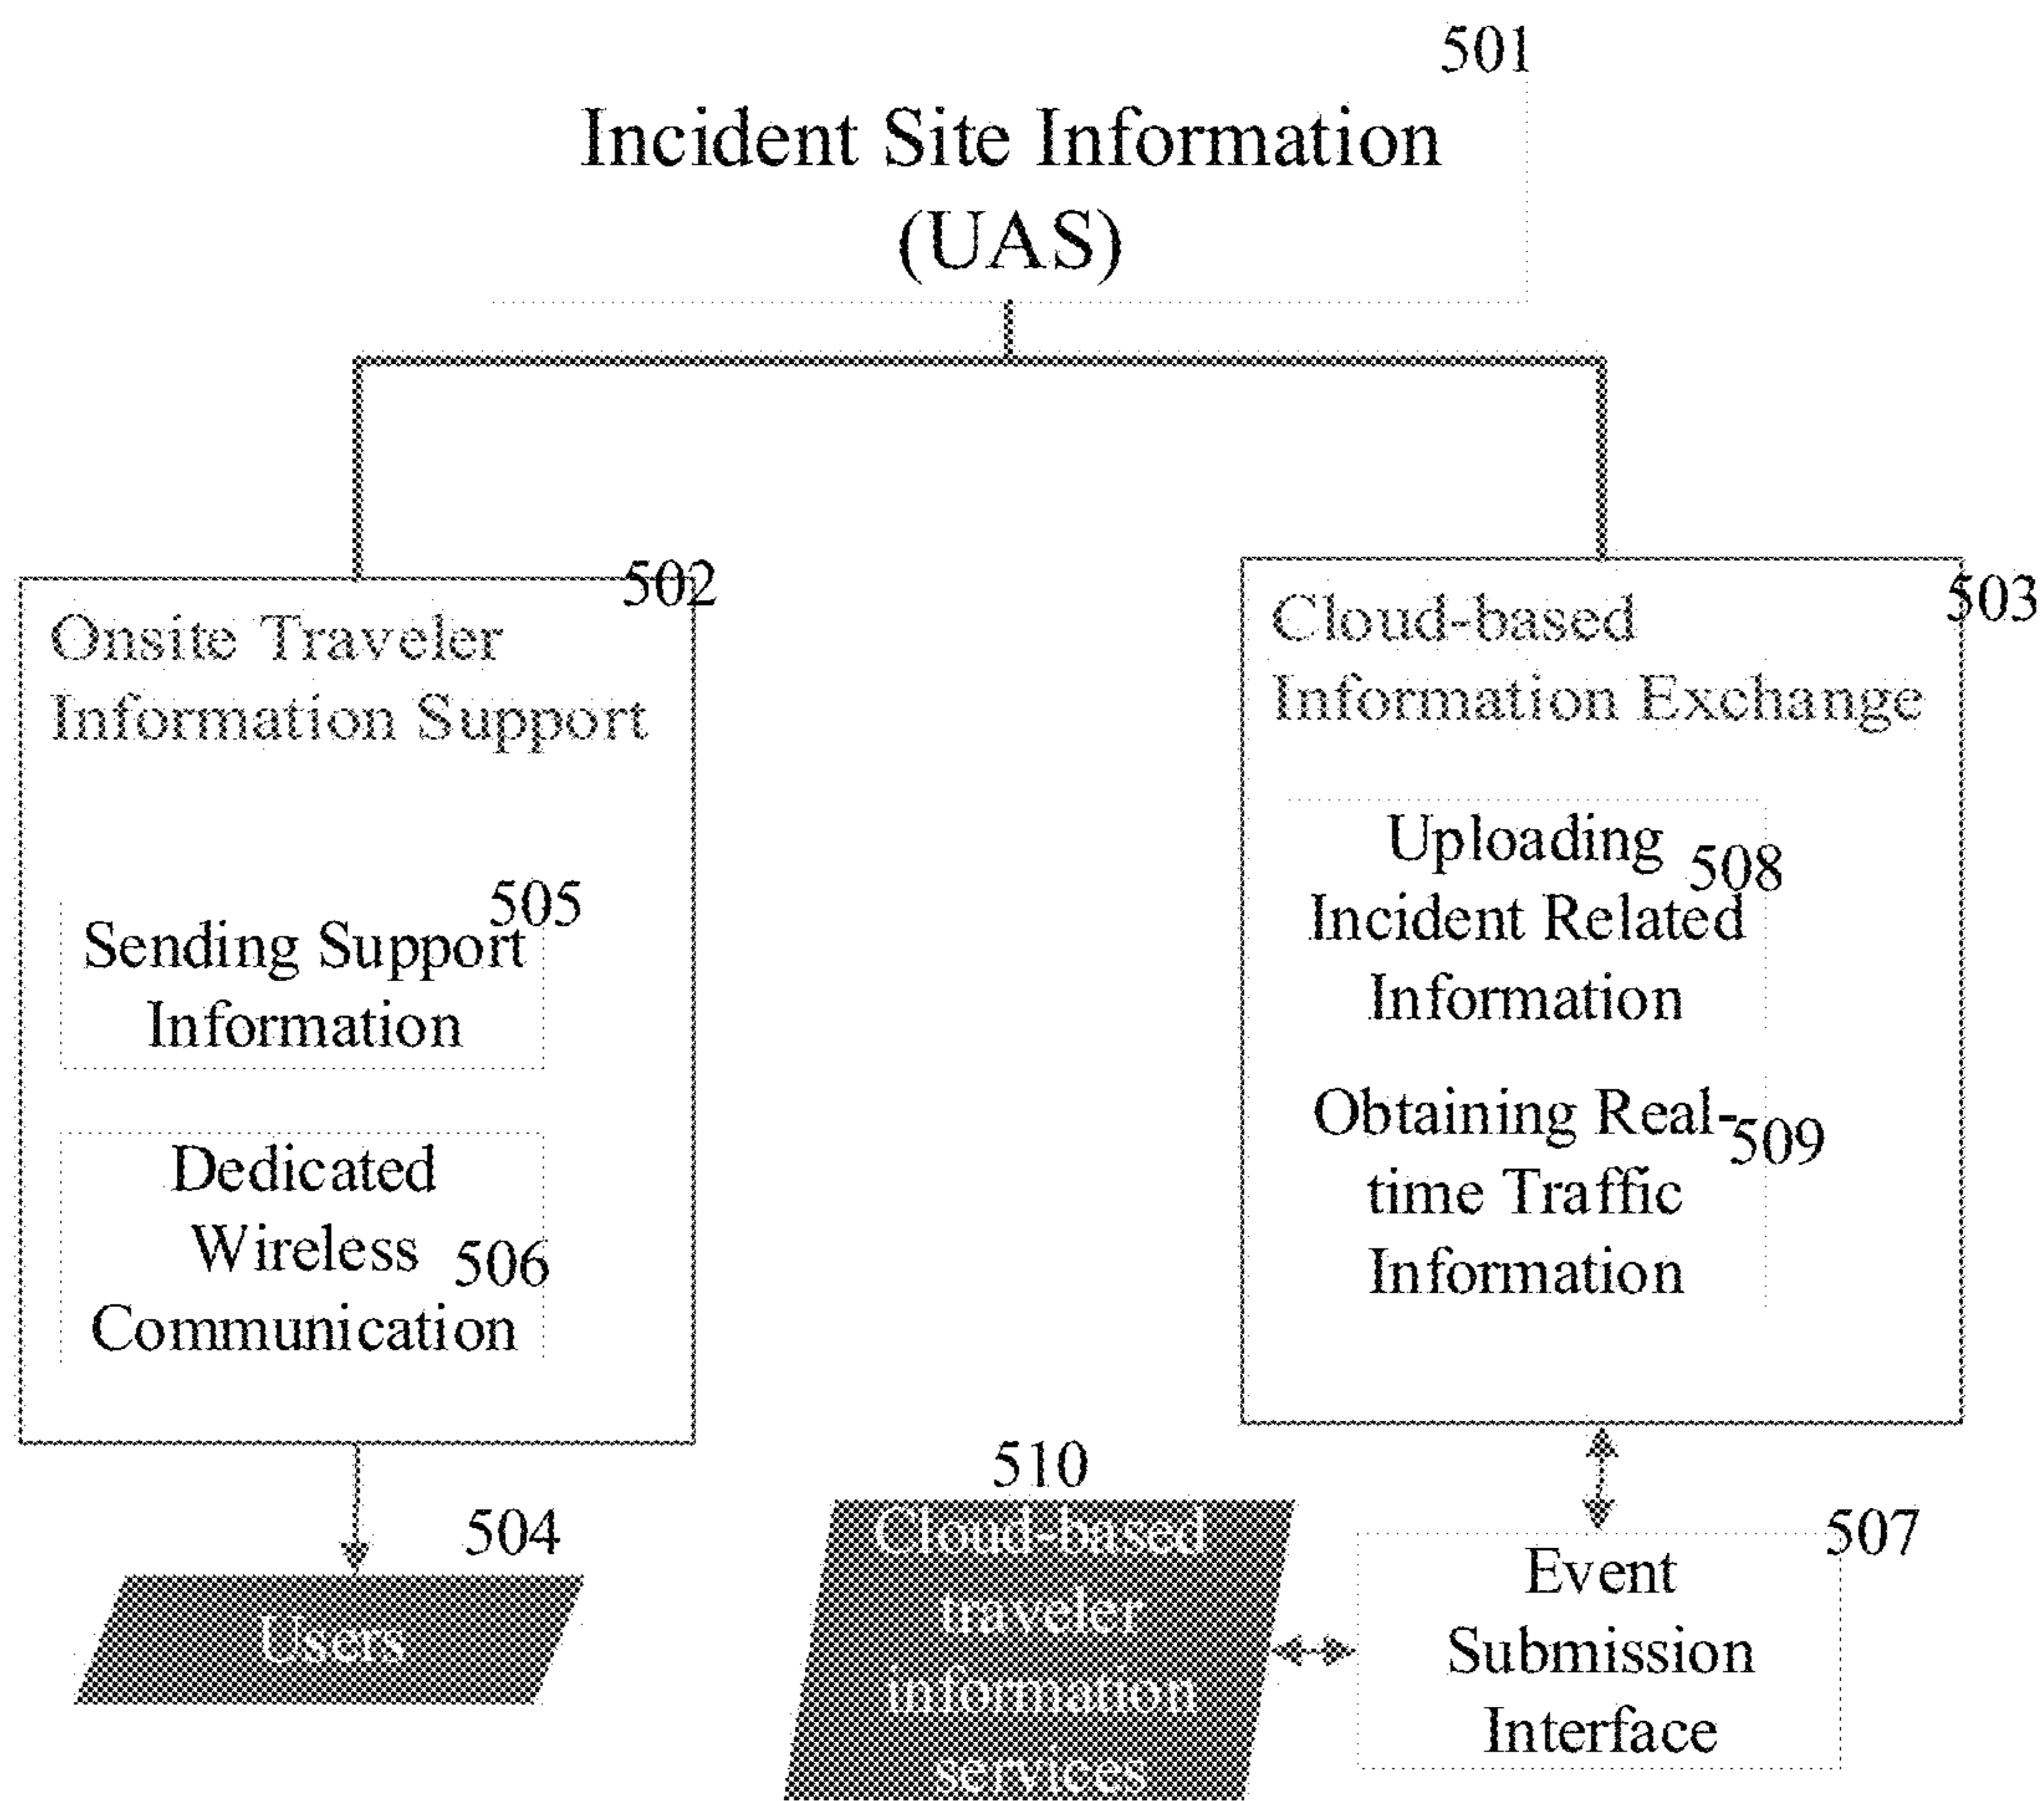 501
Incident Site Information
(UAS)
502
Onsite Traveler
Information Support
505
Sending Support
Information
Dedicated
Wireless
506
Communication
504
Users
503
Cloud-based
Information Exchange
Uploading
508
Incident Related
Information
Obtaining Real-
509
time Traffic
Information
510
Cloud-based
traveler
information
services
507
Event
Submission
Interface